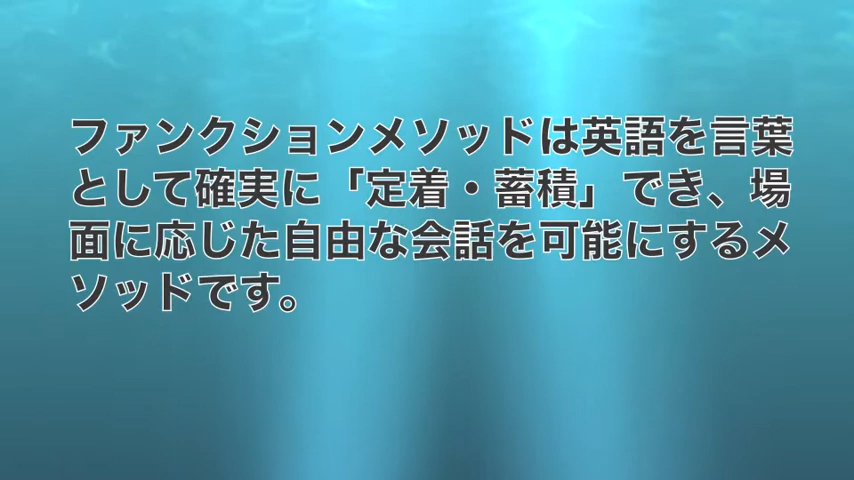 ファンクションメソッドは英語を言葉
として確実に「定着・蓄積」でき、場
面に応じた自由な会話を可能にするメ
ソッドです。